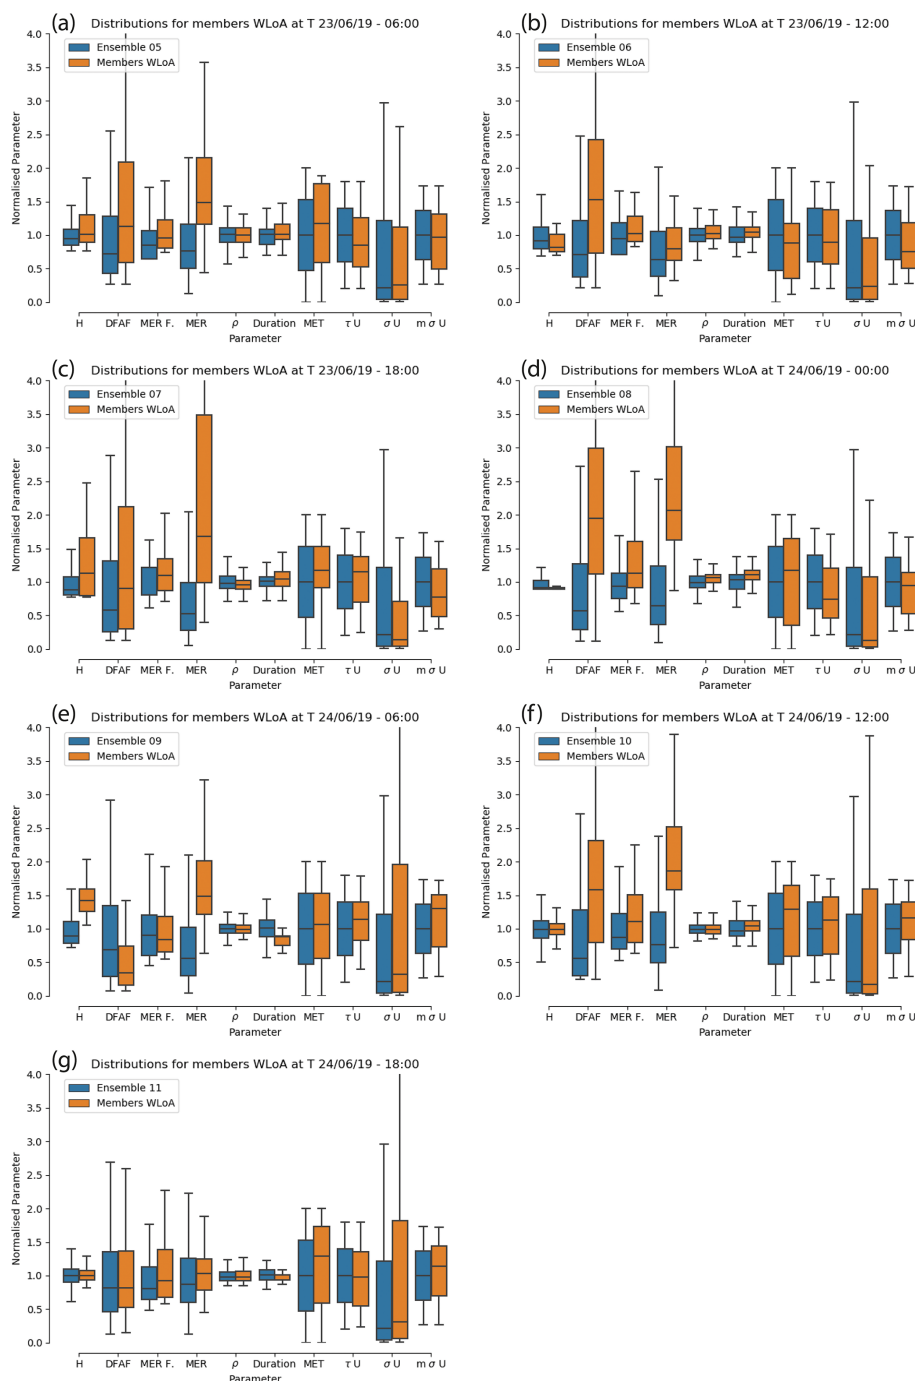 (a) Distributions for members WLoA at T 23/06/19 - 06:00
Ensemble 05
Members WLoA
Normalised Parameter
4.0
3.5
3.0
2.5
2.0
1.5
1.0
0.5
0.0
H DFAF MER F. MER ρ Duration MET τ U σ U m σ U
Parameter
(b) Distributions for members WLoA at T 23/06/19 - 12:00
Ensemble 06
Members WLoA
Normalised Parameter
4.0
3.5
3.0
2.5
2.0
1.5
1.0
0.5
0.0
H DFAF MER F. MER ρ Duration MET τ U σ U m σ U
Parameter
(c) Distributions for members WLoA at T 23/06/19 - 18:00
Ensemble 07
Members WLoA
Normalised Parameter
4.0
3.5
3.0
2.5
2.0
1.5
1.0
0.5
0.0
H DFAF MER F. MER ρ Duration MET τ U σ U m σ U
Parameter
(d) Distributions for members WLoA at T 24/06/19 - 00:00
Ensemble 08
Members WLoA
Normalised Parameter
4.0
3.5
3.0
2.5
2.0
1.5
1.0
0.5
0.0
H DFAF MER F. MER ρ Duration MET τ U σ U m σ U
Parameter
(e) Distributions for members WLoA at T 24/06/19 - 06:00
Ensemble 09
Members WLoA
Normalised Parameter
4.0
3.5
3.0
2.5
2.0
1.5
1.0
0.5
0.0
H DFAF MER F. MER ρ Duration MET τ U σ U m σ U
Parameter
(f) Distributions for members WLoA at T 24/06/19 - 12:00
Ensemble 10
Members WLoA
Normalised Parameter
4.0
3.5
3.0
2.5
2.0
1.5
1.0
0.5
0.0
H DFAF MER F. MER ρ Duration MET τ U σ U m σ U
Parameter
(g) Distributions for members WLoA at T 24/06/19 - 18:00
Ensemble 11
Members WLoA
Normalised Parameter
4.0
3.5
3.0
2.5
2.0
1.5
1.0
0.5
0.0
H DFAF MER F. MER ρ Duration MET τ U σ U m σ U
Parameter